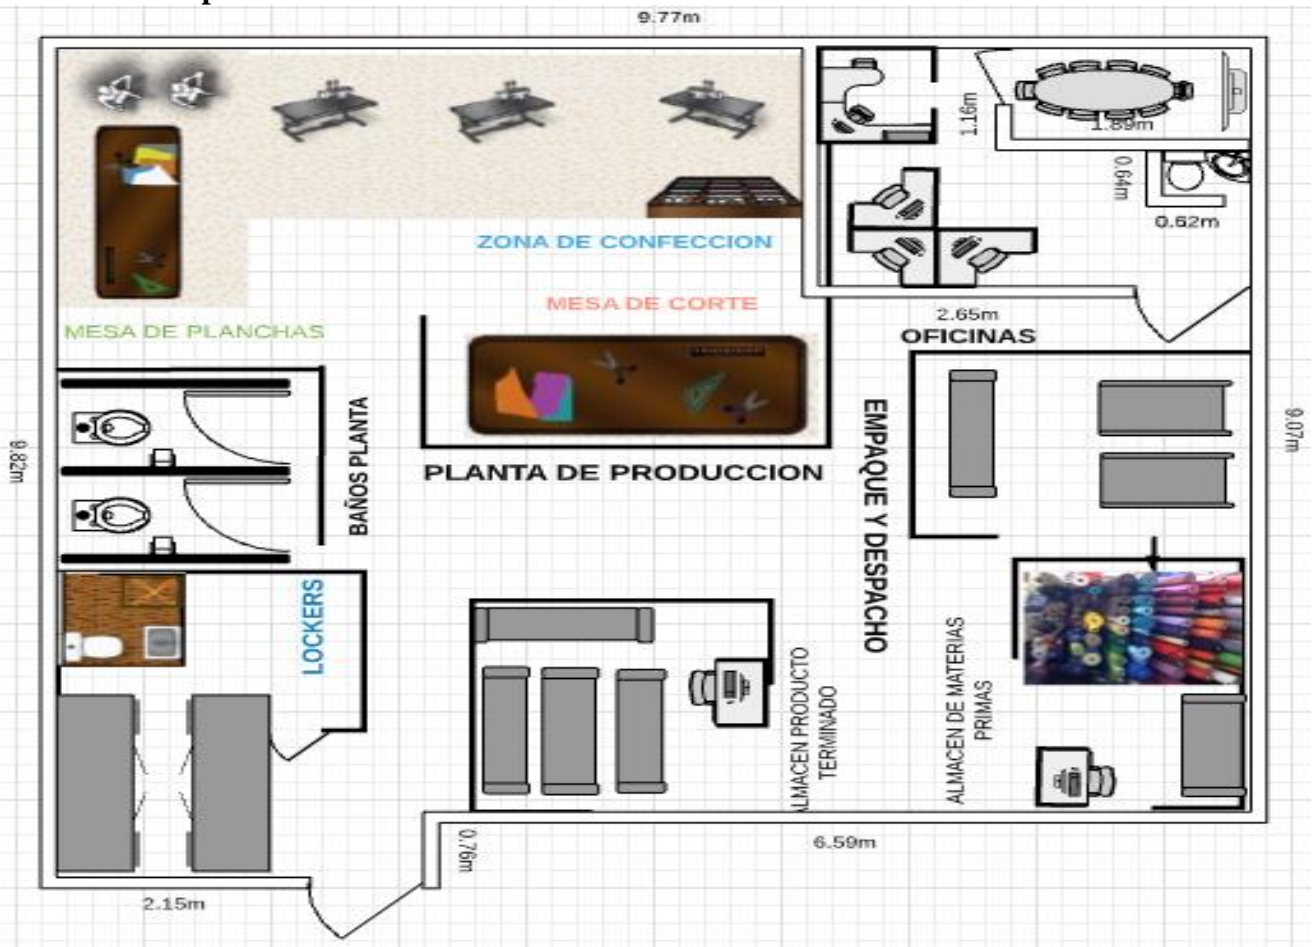 9.77m
1.16m
1.89m
0.64m
0.62m
ZONA DE CONFECCION
MESA DE CORTE
MESA DE PLANCHAS
2.65m
OFICINAS
9.82m
BAÑOS PLANTA
PLANTA DE PRODUCCION
EMPAQUE Y DESPACHO
9.07m
LOCKERS
ALMACEN PRODUCTO
TERMINADO
ALMACEN DE MATERIAS
PRIMAS
0.76m
6.59m
2.15m